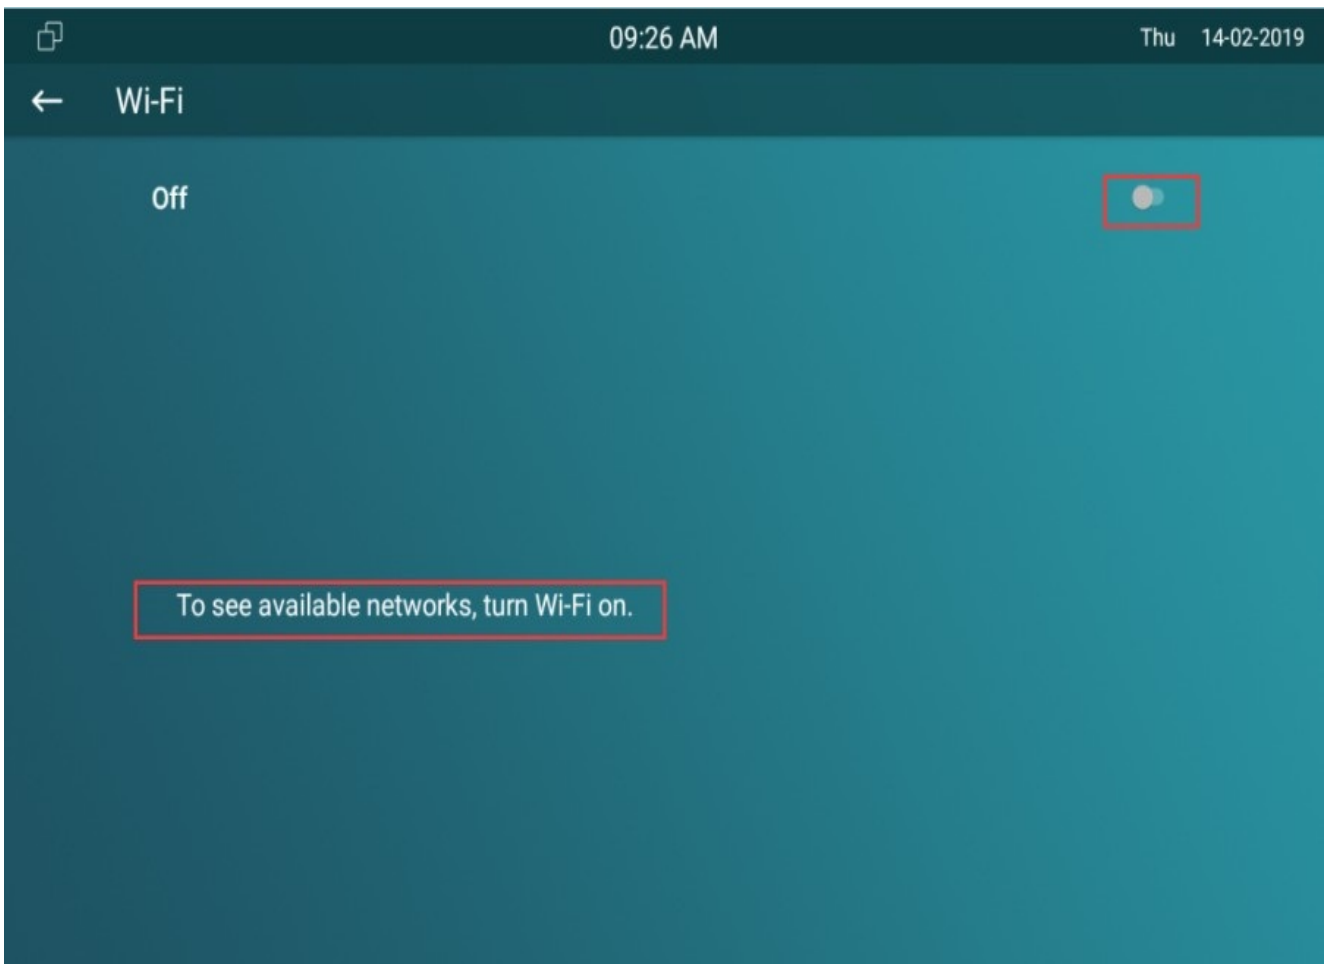 09:26 AM Thu 14-02-2019
Wi-Fi
Off
To see available networks, turn Wi-Fi on.